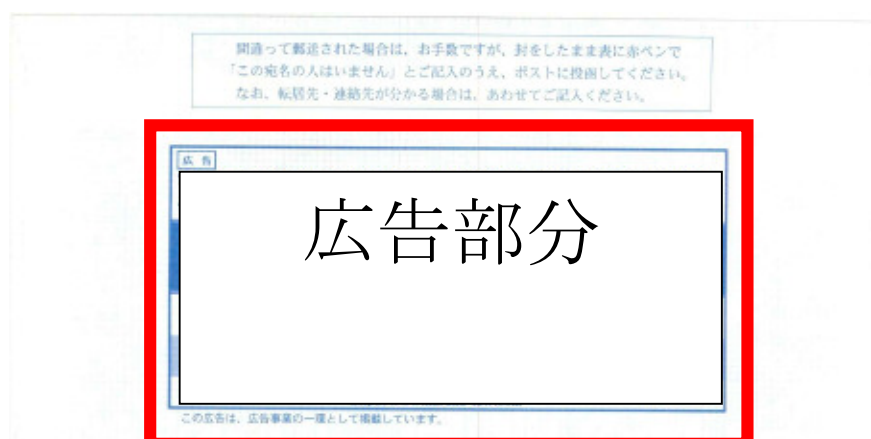 間違って郵送された場合は、お手数ですが、封をしたまま表に赤ペンで
「この宛名の人はいません」とご記入のうえ、ポストに投函してください。
なお、転居先・連絡先が分かる場合は、あわせてご記入ください。
広告
広告部分
この広告は、広告事業の一環として掲載しています。